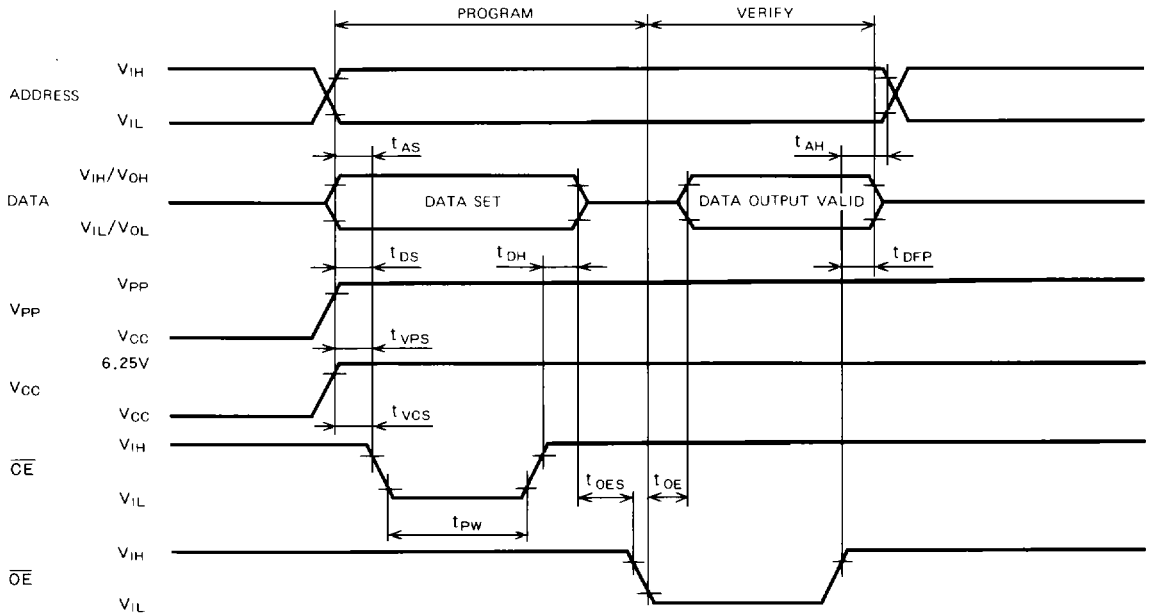 PROGRAM VERIFY
VIH
ADDRESS
VIL
tAS tAH
VIH/VOH
DATA DATA SET DATA OUTPUT VALID
VIL/VOL
tDS tDH tDFP
VPP
VPP
VCC tVPS
6.25V
VCC
VCC tVCS
VIH
CE
tOES tOE
VIL
tPW
VIH
OE
VIL